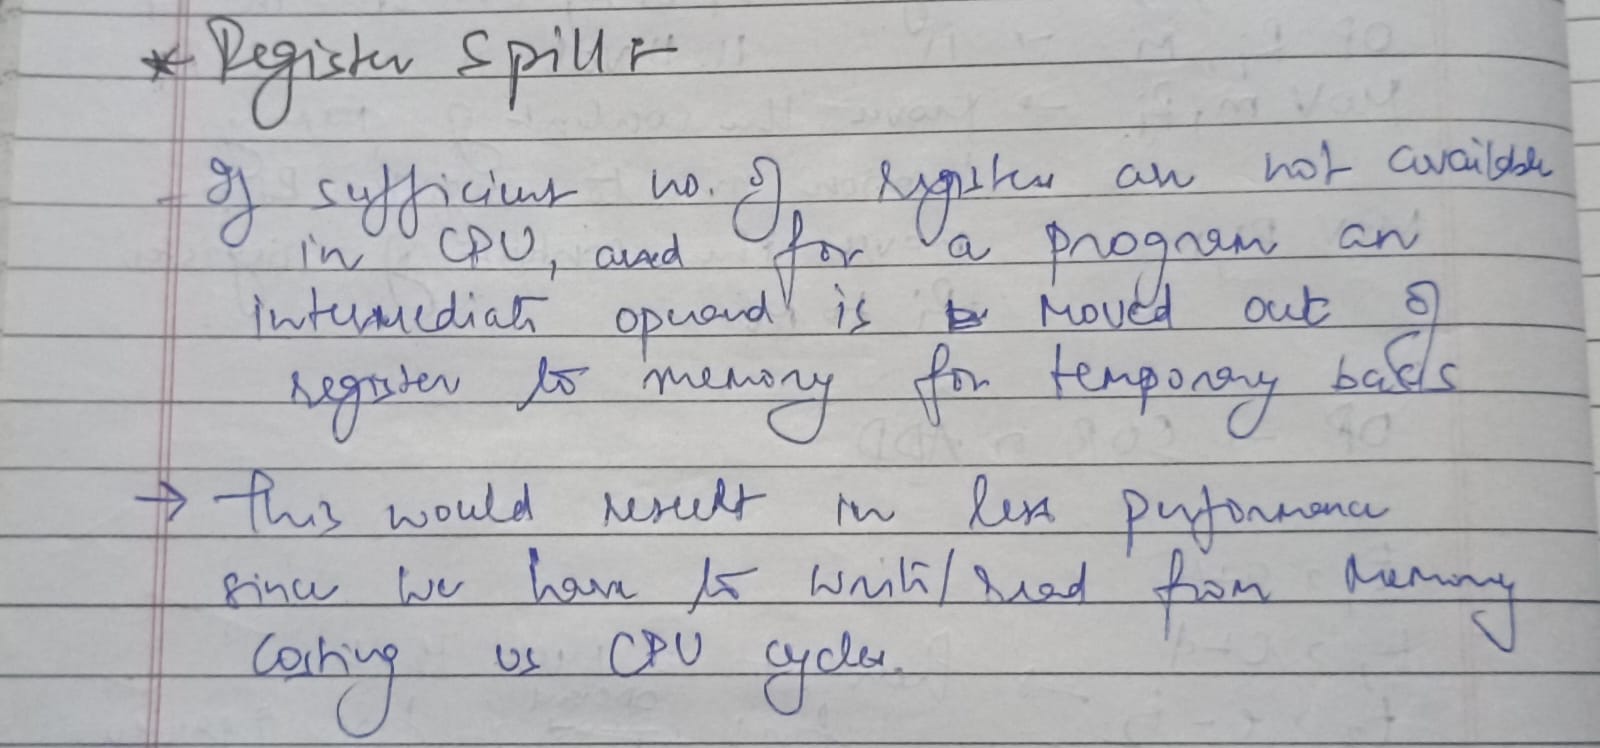 * Register Spill :-
- If sufficient no. of registers are not available
in CPU, and for a program an
intermediate operand is moved out of
register to memory for temporary basis
→ This would result in less performance
since we have to write/read from memory
costing us CPU cycles.